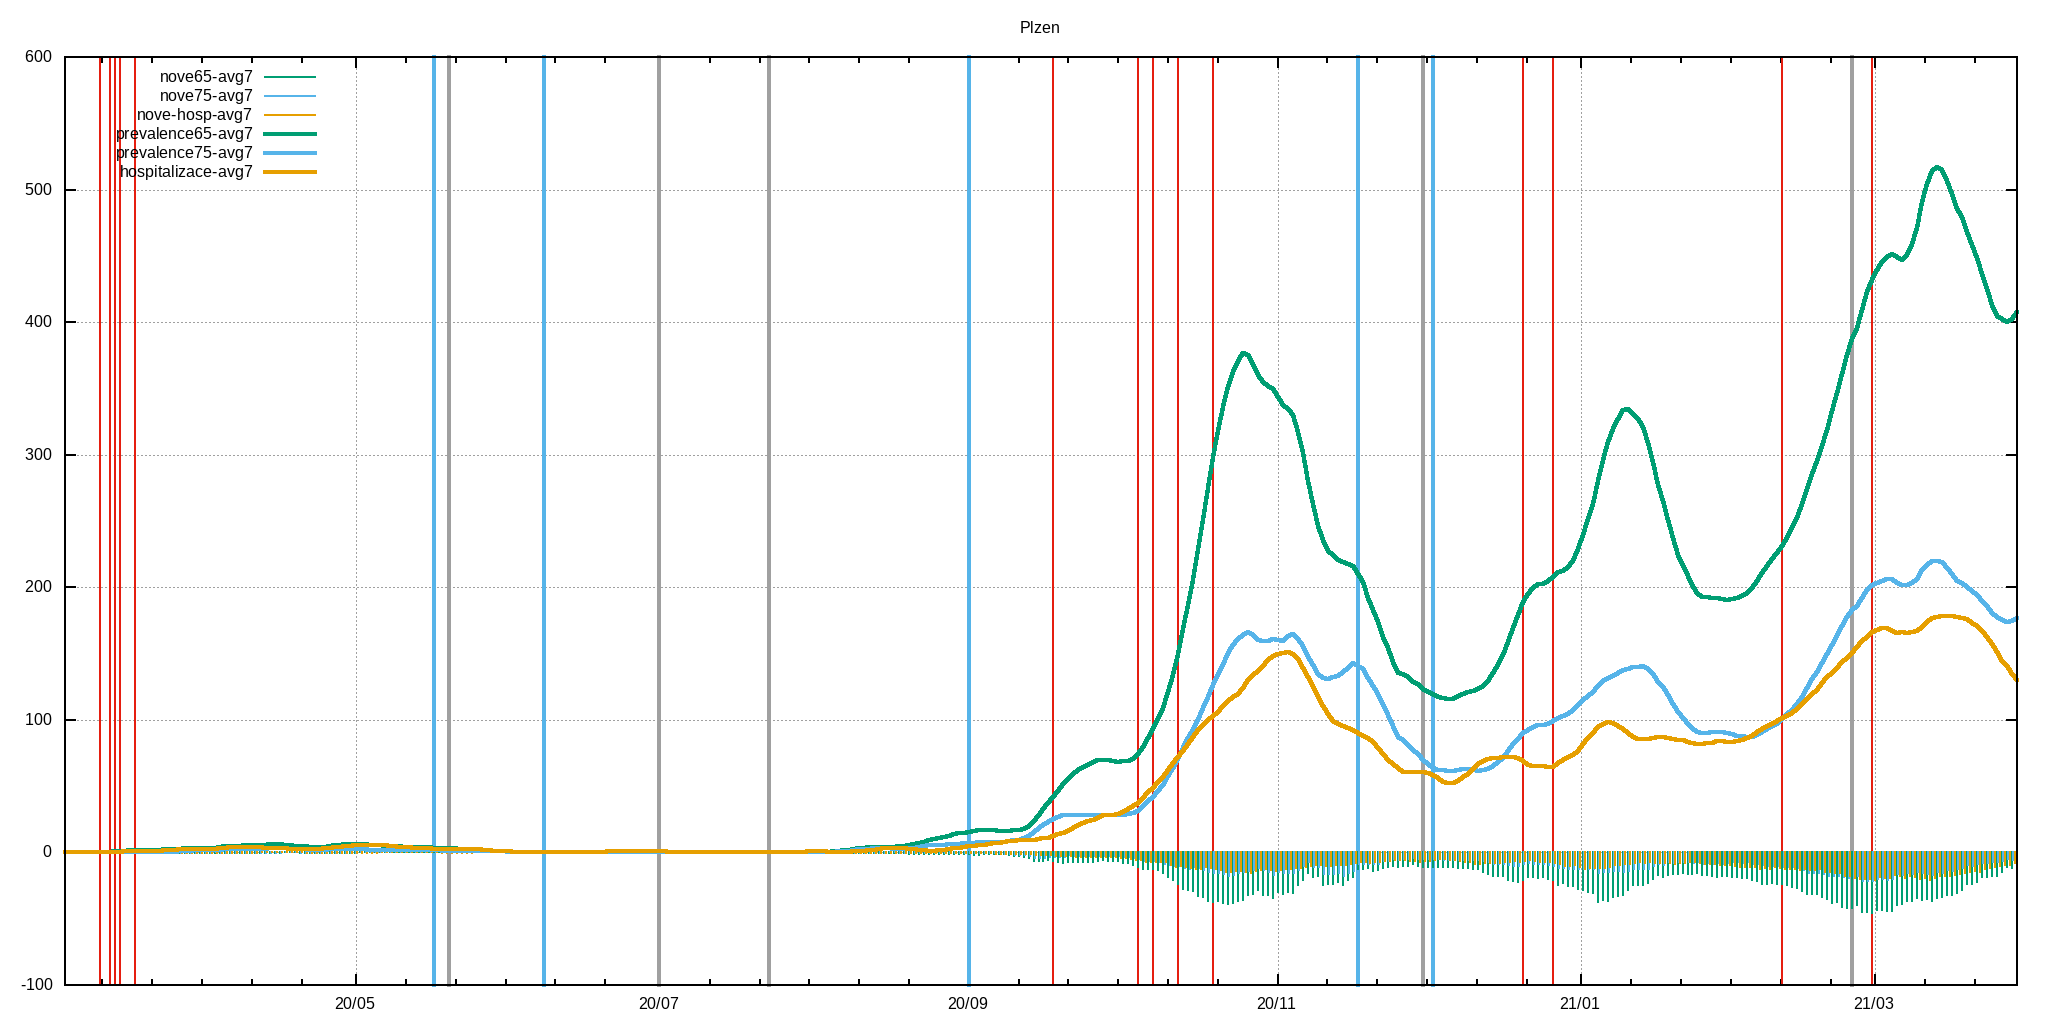 Plzen
600
500
400
300
200
100
0
-100
nove65-avg7
nove75-avg7
nove-hosp-avg7
prevalence65-avg7
prevalence75-avg7
hospitalizace-avg7
20/05 20/07 20/09 20/11 21/01 21/03